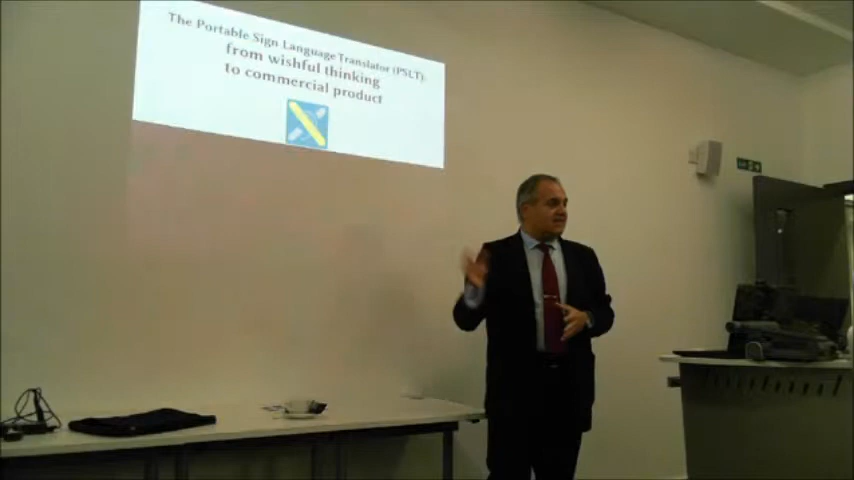 The Portable Sign Language Translator (PSLT):
from wishful thinking
to commercial product